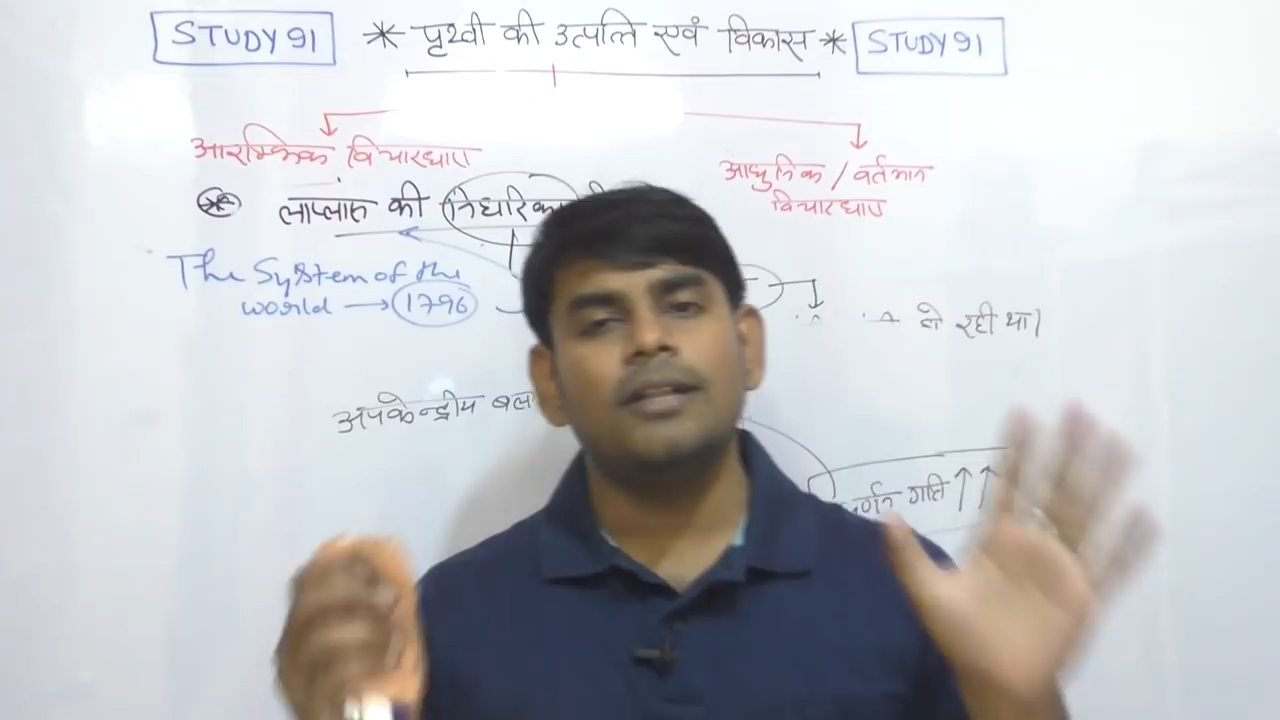 STUDY 91 * पृथ्वी की उत्पत्ति एवं विकास * STUDY 91
आरम्भिक विचारधारा
आधुनिक / वर्तमान
विचारधारा
लाप्लास की
The System of the
world → 1796
हो रही था।
अपकेन्द्रीय बल
गति ↑↑